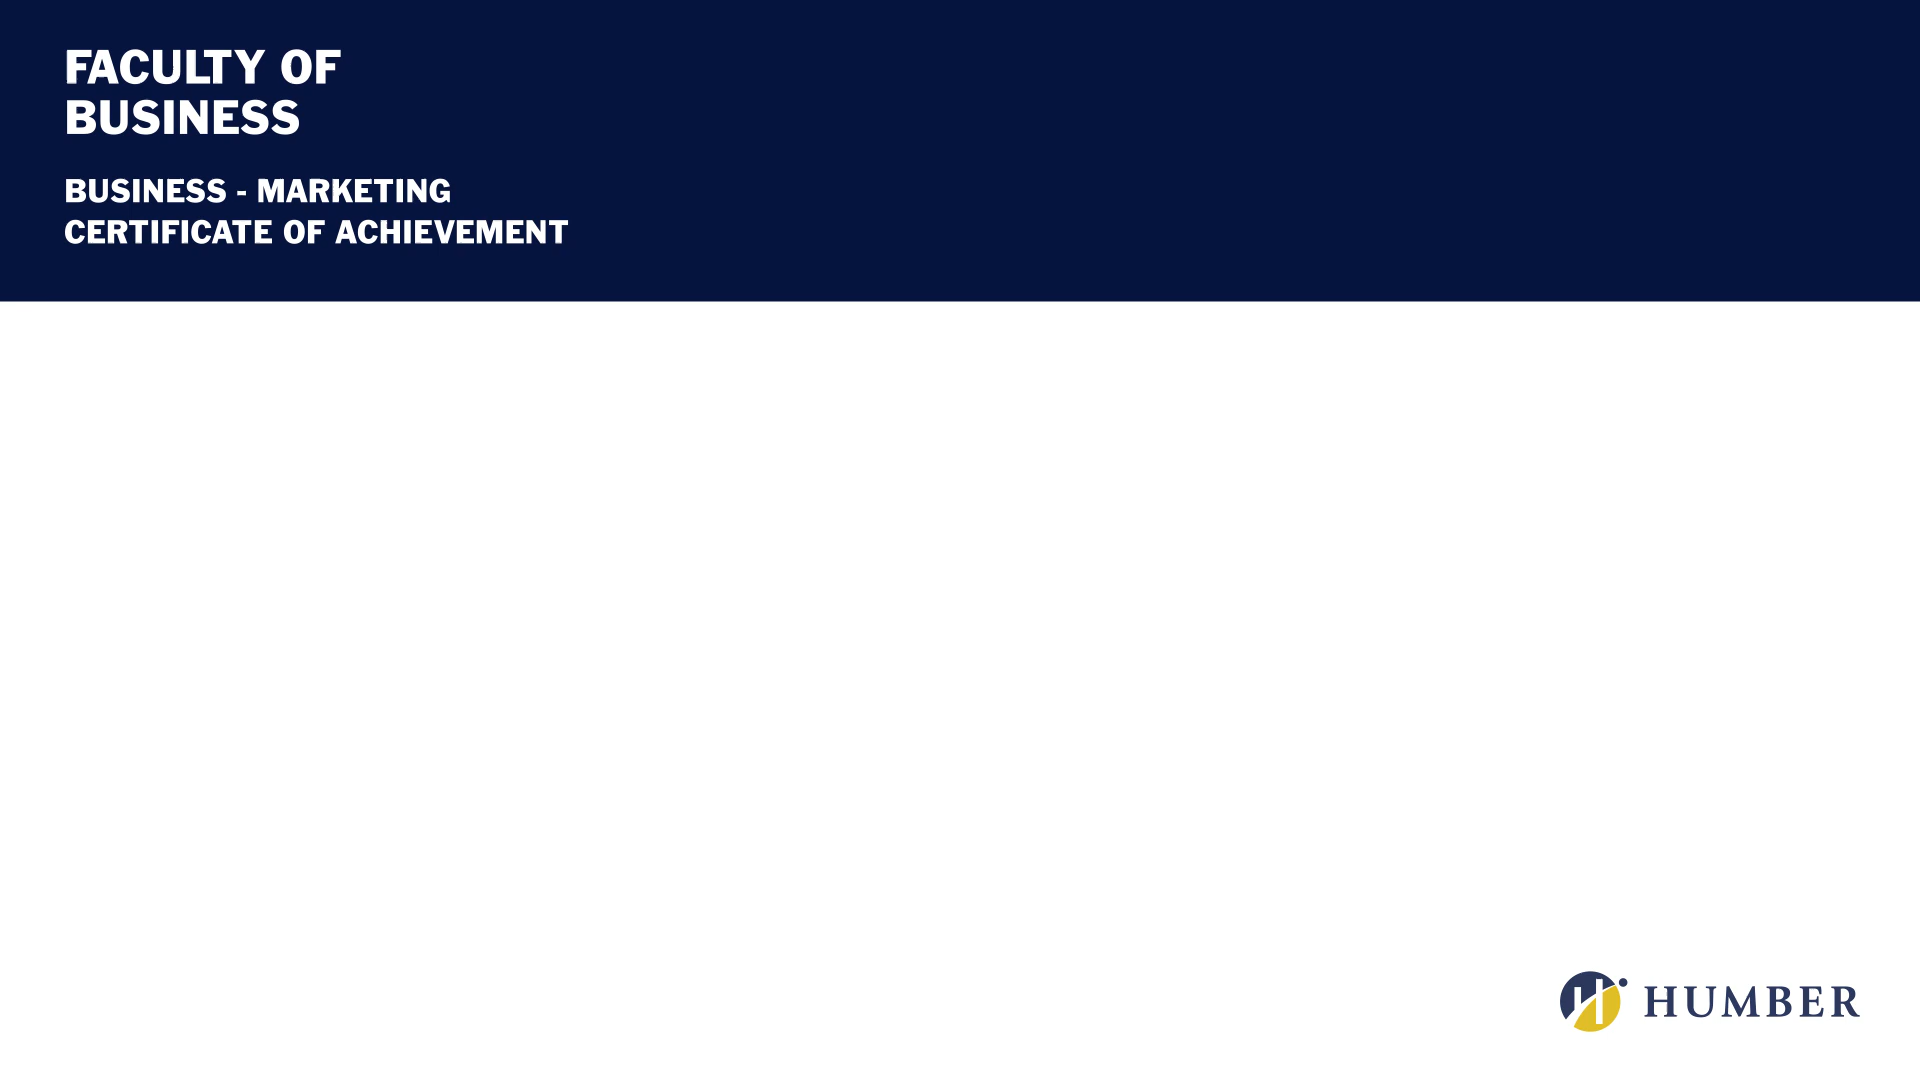 FACULTY OF
BUSINESS
BUSINESS - MARKETING
CERTIFICATE OF ACHIEVEMENT
HUMBER